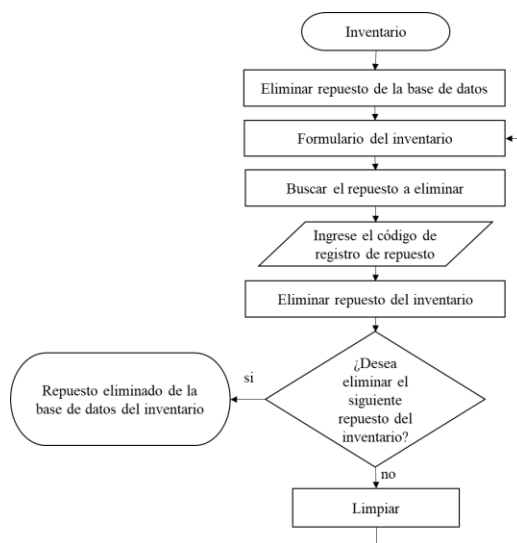 Inventario
Eliminar repuesto de la base de datos
Formulario del inventario
Buscar el repuesto a eliminar
Ingrese el código de
registro de repuesto
Eliminar repuesto del inventario
¿Desea
eliminar el
siguiente
repuesto del
inventario?
si
Repuesto eliminado de la
base de datos del inventario
no
Limpiar